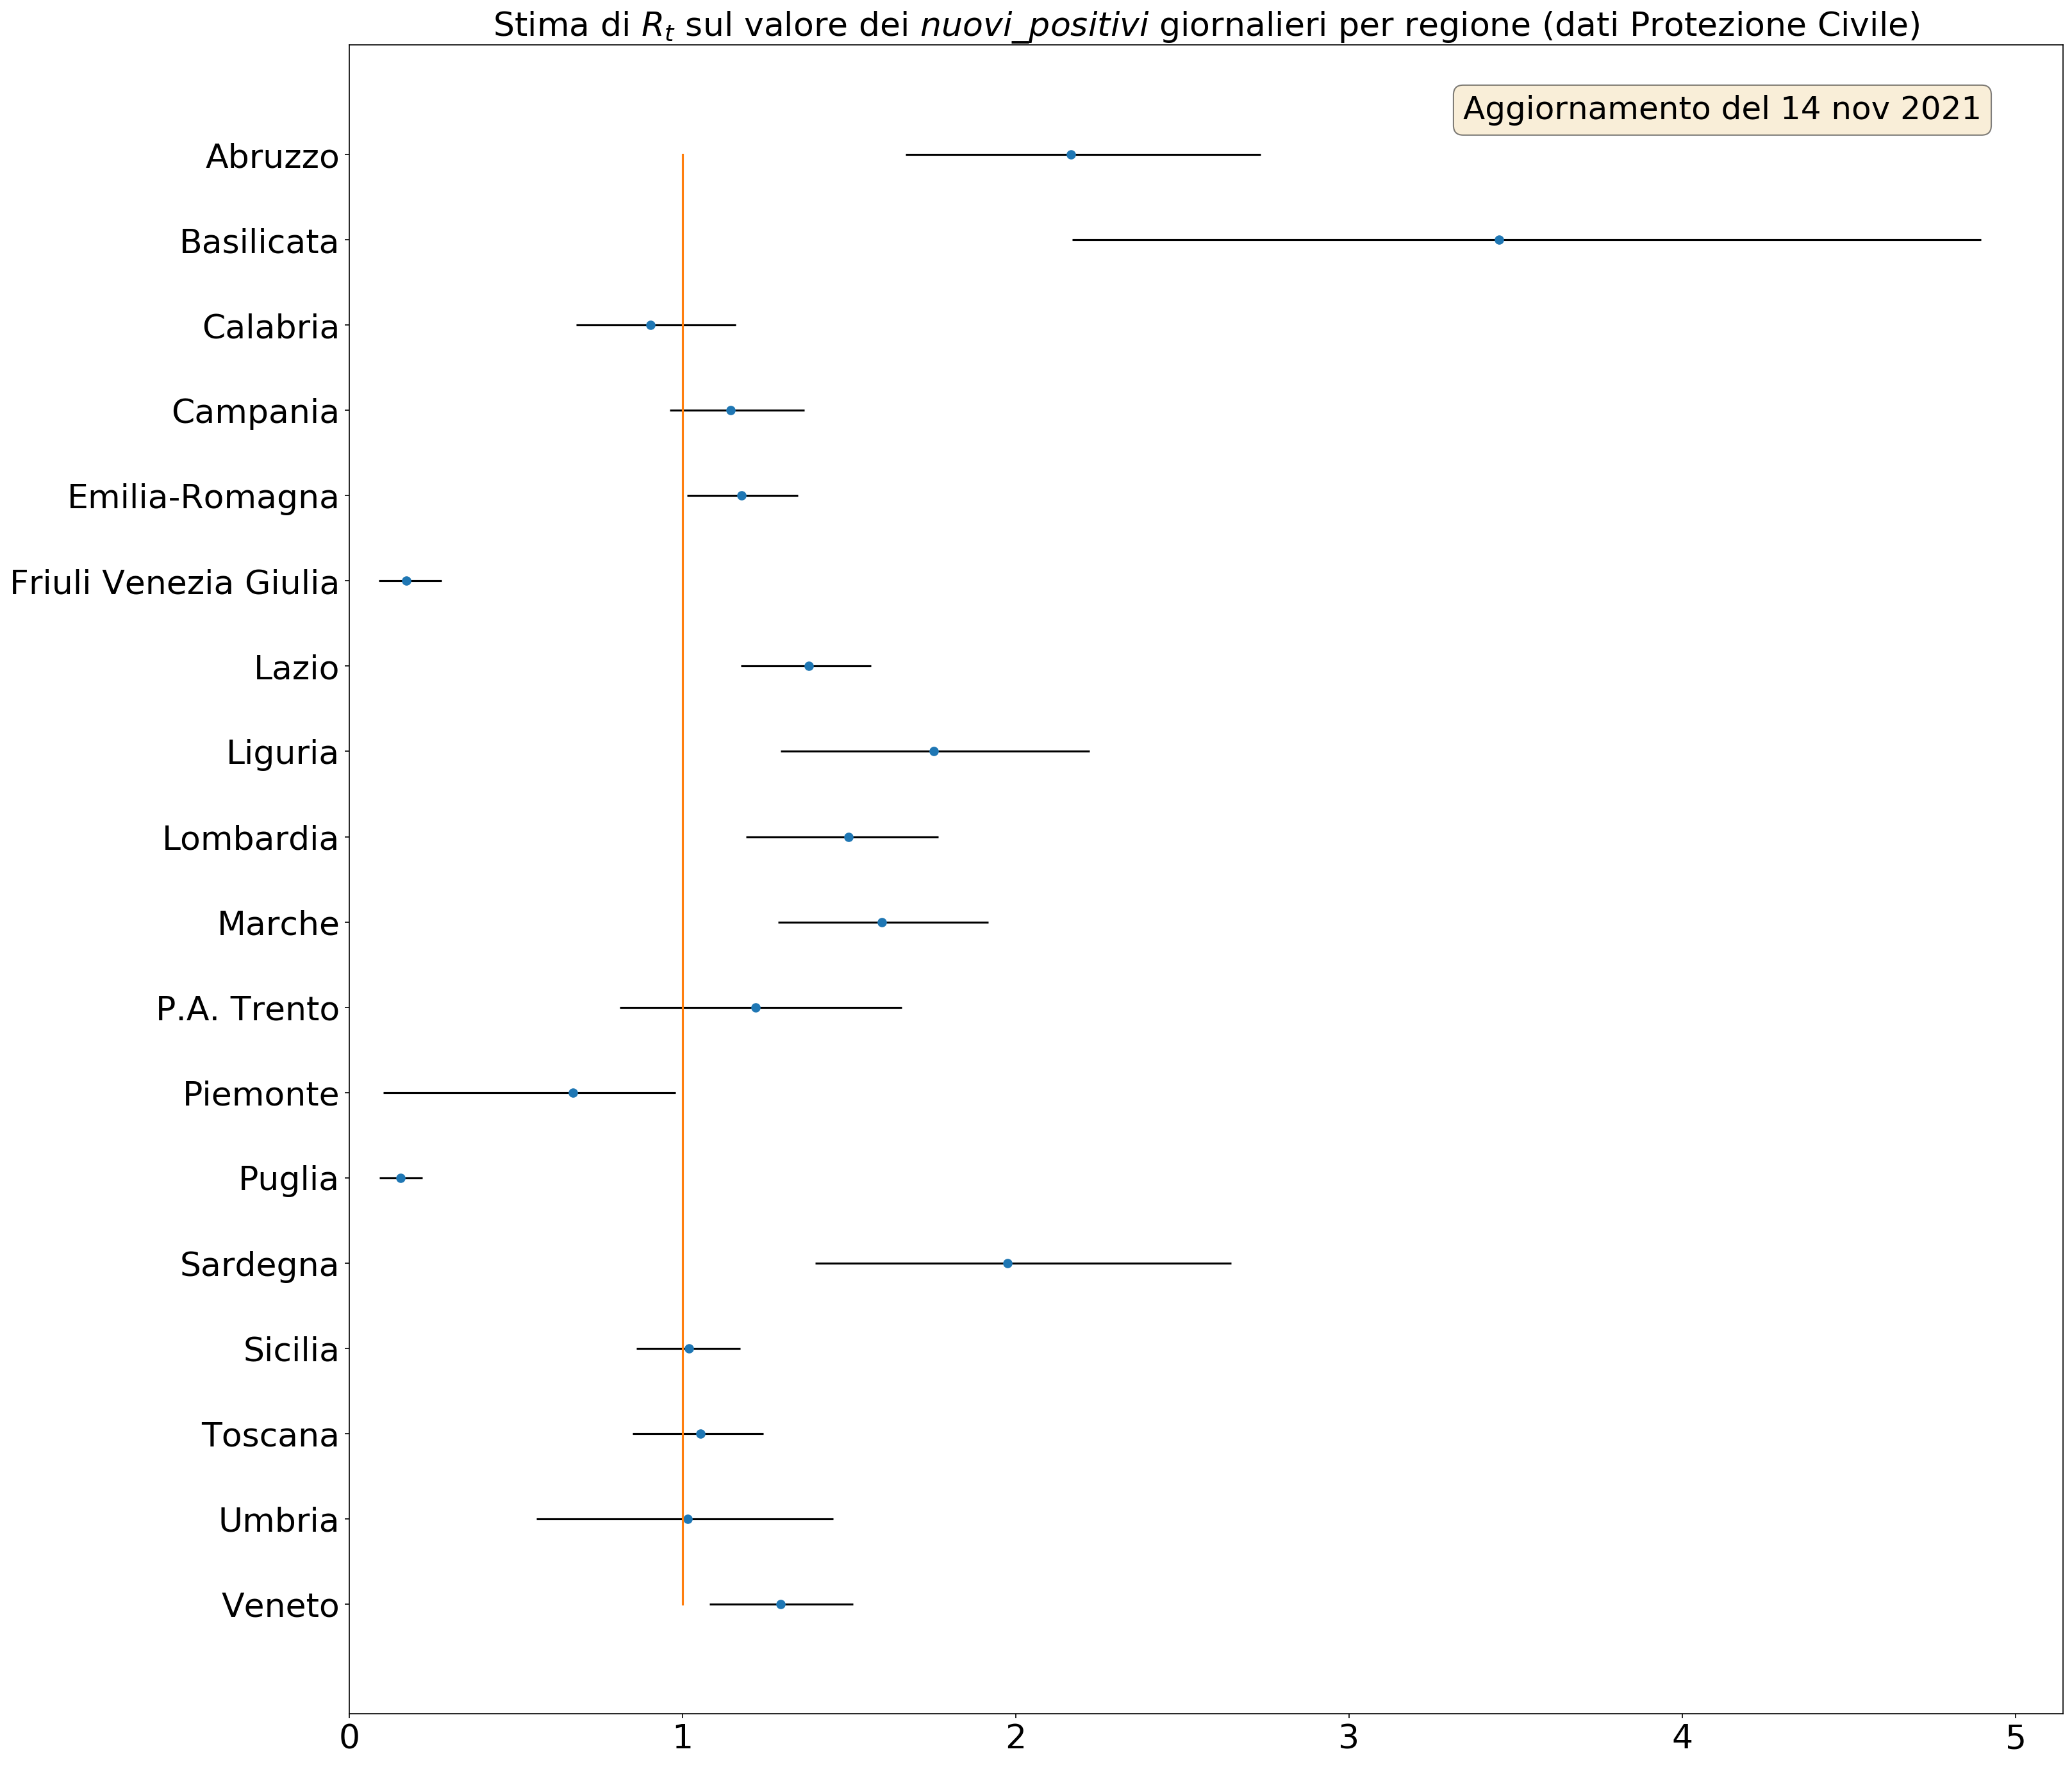 Stima di Rt sul valore dei nuovi_positivi giornalieri per regione (dati Protezione Civile)
Aggiornamento del 14 nov 2021
Abruzzo
Basilicata
Calabria
Campania
Emilia-Romagna
Friuli Venezia Giulia
Lazio
Liguria
Lombardia
Marche
P.A. Trento
Piemonte
Puglia
Sardegna
Sicilia
Toscana
Umbria
Veneto
0 1 2 3 4 5